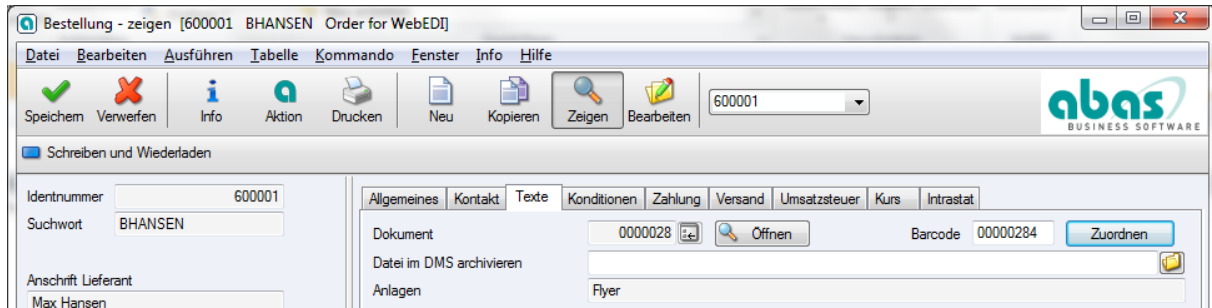 Bestellung - zeigen [600001 BHANSEN Order for WebEDI]
Datei Bearbeiten Ausführen Tabelle Kommando Fenster Info Hilfe
Speichern Verwerfen Info Aktion Drucken Neu Kopieren Zeigen Bearbeiten 600001
abas
BUSINESS SOFTWARE
Schreiben und Wiederladen
Identnummer 600001
Suchwort BHANSEN
Anschrift Lieferant
Max Hansen
Allgemeines Kontakt Texte Konditionen Zahlung Versand Umsatzsteuer Kurs Intrastat
Dokument 0000028 Öffnen Barcode 00000284 Zuordnen
Datei im DMS archivieren
Anlagen Flyer